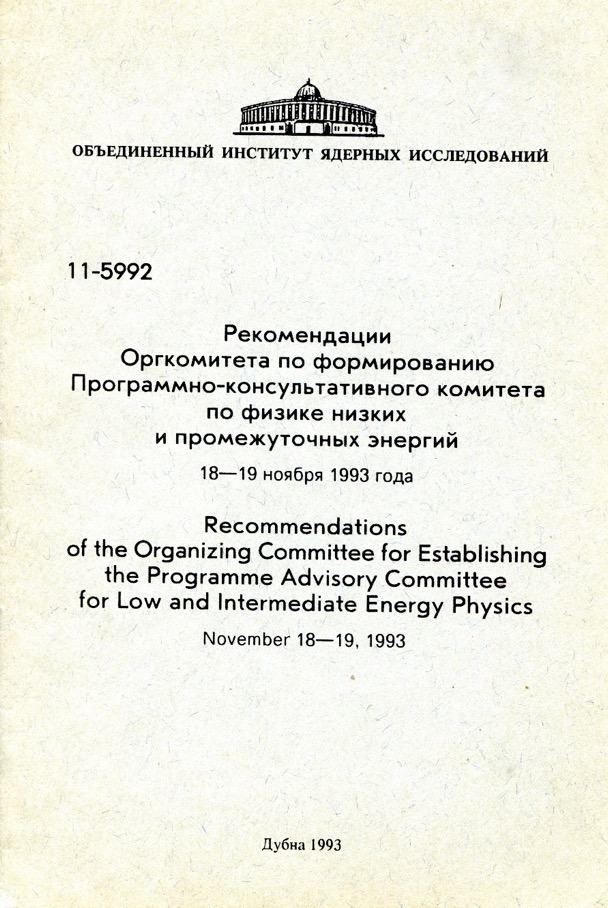 ОБЪЕДИНЕННЫЙ ИНСТИТУТ ЯДЕРНЫХ ИССЛЕДОВАНИЙ
11-5992
Рекомендации
Оргкомитета по формированию
Программно-консультативного комитета
по физике низких
и промежуточных энергий
18—19 ноября 1993 года
Recommendations
of the Organizing Committee for Establishing
the Programme Advisory Committee
for Low and Intermediate Energy Physics
November 18—19, 1993
Дубна 1993